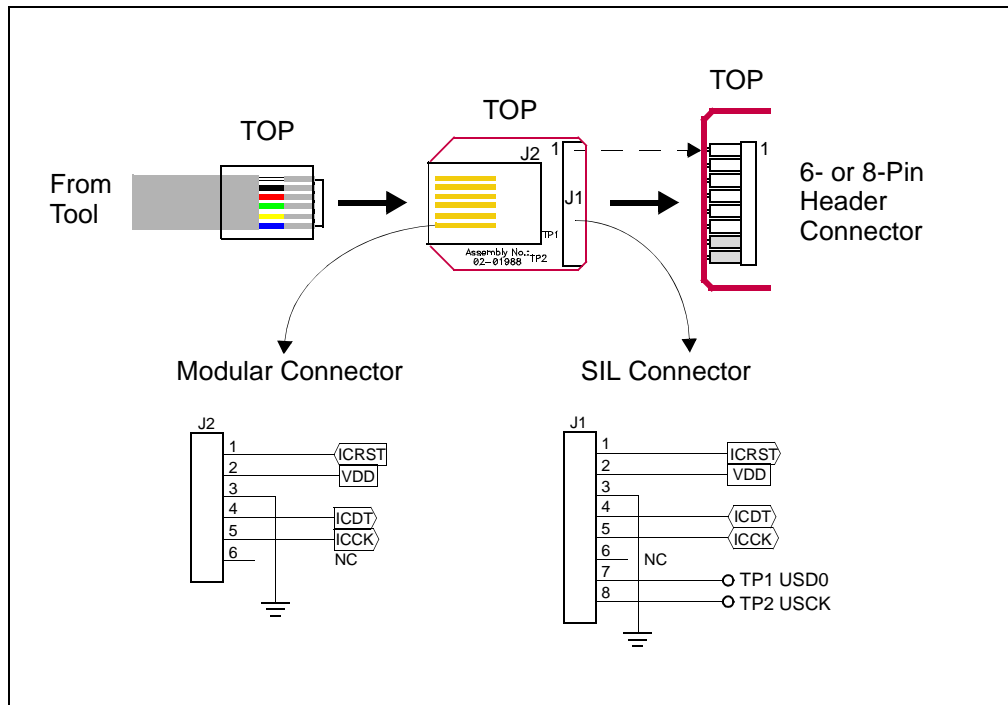 TOP
TOP
TOP
From
Tool
J2
1
J1
TP1
Assembly No.:
02-01988
TP2
1
6- or 8-Pin
Header
Connector
Modular Connector
J2
1
ICRST
2
VDD
3
4
ICDT
5
ICCK
6
NC
SIL Connector
J1
1
ICRST
2
VDD
3
4
ICDT
5
ICCK
6
NC
7
TP1 USD0
8
TP2 USCK